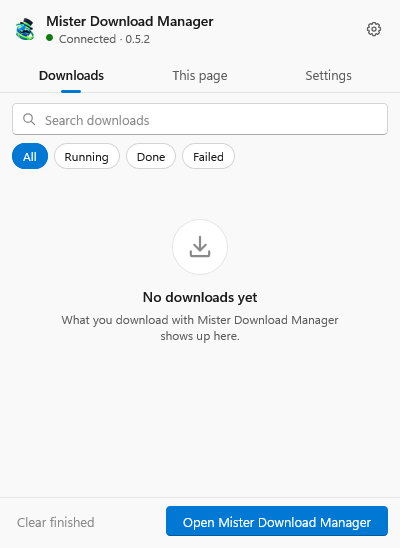 Mister Download Manager
Connected · 0.5.2
Downloads
This page
Settings
Search downloads
All
Running
Done
Failed
No downloads yet
What you download with Mister Download Manager
shows up here.
Clear finished
Open Mister Download Manager